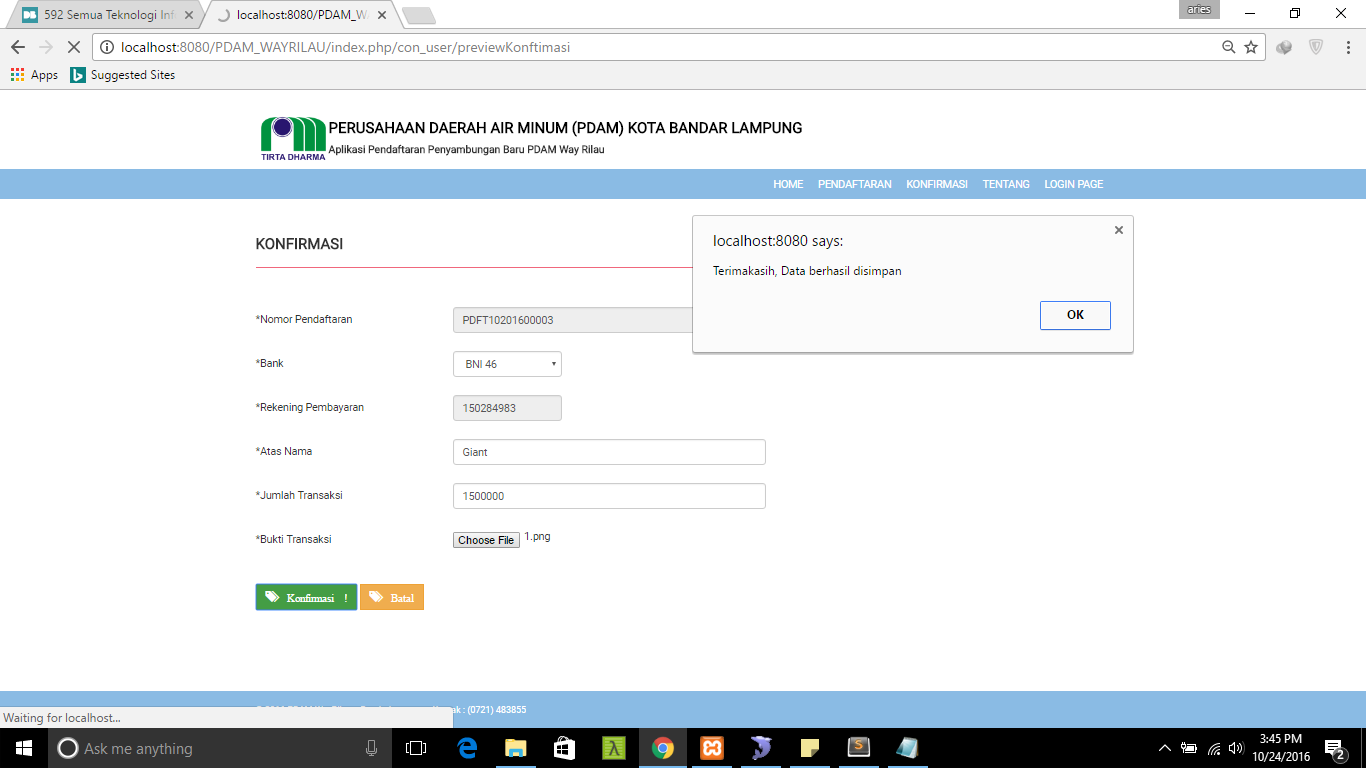 592 Semua Teknologi Inf
localhost:8080/PDAM_WA
aries
localhost:8080/PDAM_WAYRILAU/index.php/con_user/previewKonftimasi
Apps
Suggested Sites
TIRTA DHARMA
PERUSAHAAN DAERAH AIR MINUM (PDAM) KOTA BANDAR LAMPUNG
Aplikasi Pendaftaran Penyambungan Baru PDAM Way Rilau
HOME PENDAFTARAN KONFIRMASI TENTANG LOGIN PAGE
KONFIRMASI
localhost:8080 says:
Terimakasih, Data berhasil disimpan
OK
*Nomor Pendaftaran PDFT10201600003
*Bank BNI 46
*Rekening Pembayaran 150284983
*Atas Nama Giant
*Jumlah Transaksi 1500000
*Bukti Transaksi Choose File 1.png
Konfirmasi ! Batal
: (0721) 483855
Waiting for localhost...
Ask me anything
3:45 PM
10/24/2016
2